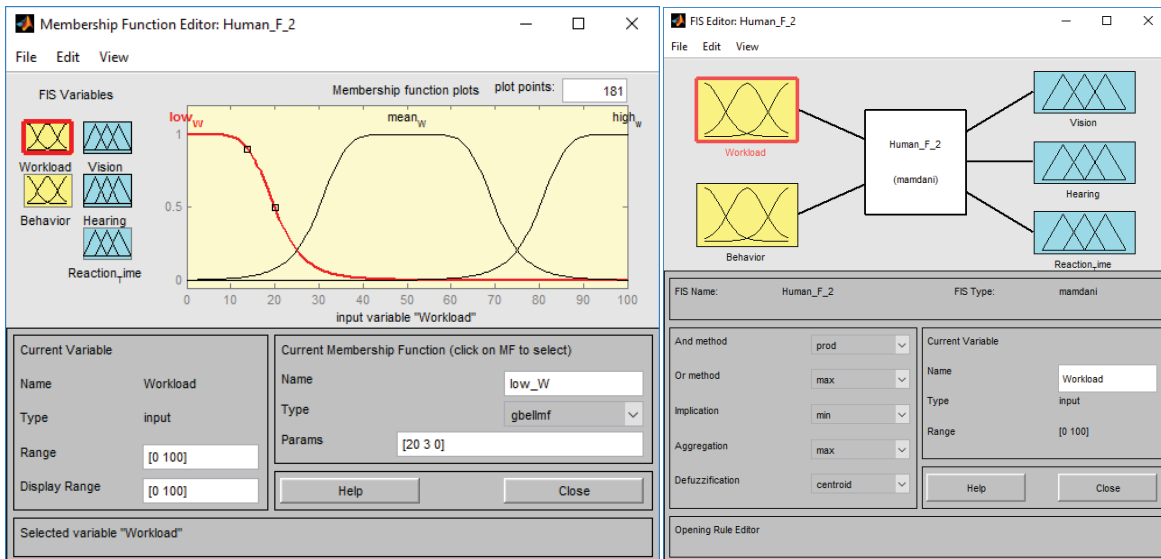 Membership Function Editor: Human_F_2
File Edit View
FIS Variables
Membership function plots plot points: 181
low_W mean_W high_w
1
0.5
0
0 10 20 30 40 50 60 70 80 90 100
input variable "Workload"
Workload Vision
Behavior Hearing
Reaction_Time
Current Variable
Name Workload
Type input
Range [0 100]
Display Range [0 100]
Current Membership Function (click on MF to select)
Name low_W
Type gbellmf
Params [20 3 0]
Help Close
Selected variable "Workload"
FIS Editor: Human_F_2
File Edit View
Workload
Behavior
Human_F_2
(mamdani)
Vision
Hearing
Reaction_Time
FIS Name: Human_F_2 FIS Type: mamdani
And method prod
Or method max
Implication min
Aggregation max
Defuzzification centroid
Current Variable
Name Workload
Type input
Range [0 100]
Help Close
Opening Rule Editor